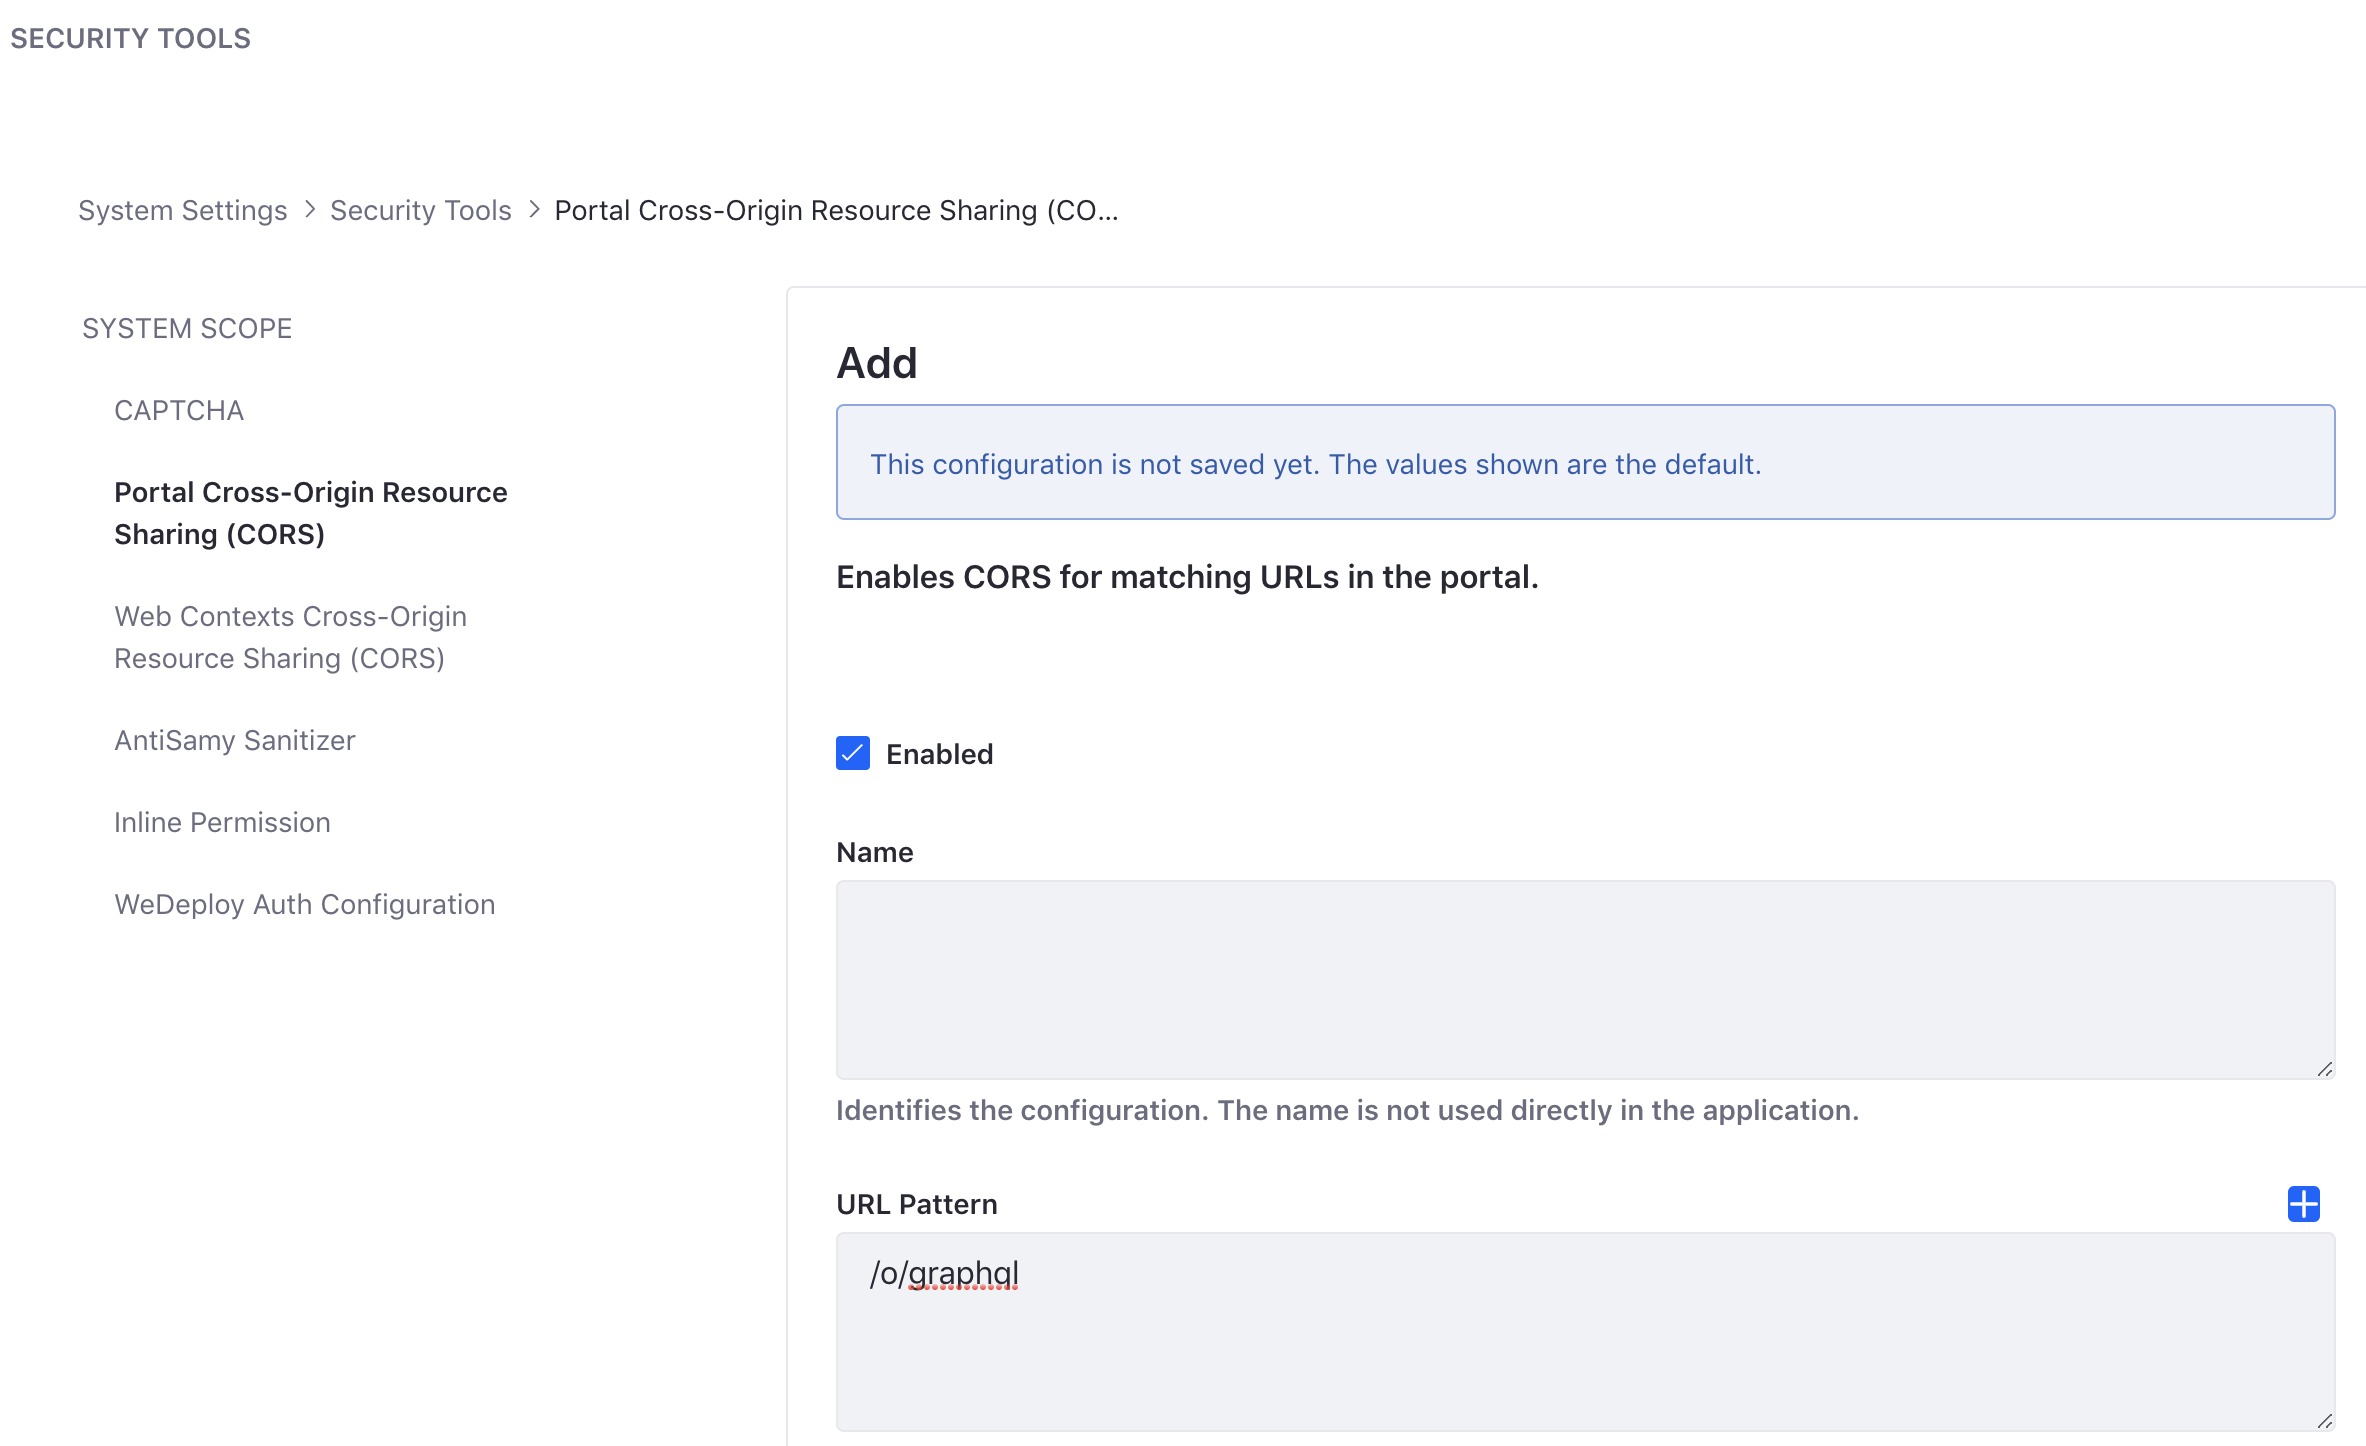 SECURITY TOOLS
System Settings > Security Tools > Portal Cross-Origin Resource Sharing (CO...
SYSTEM SCOPE
CAPTCHA
Portal Cross-Origin Resource
Sharing (CORS)
Web Contexts Cross-Origin
Resource Sharing (CORS)
AntiSamy Sanitizer
Inline Permission
WeDeploy Auth Configuration
Add
This configuration is not saved yet. The values shown are the default.
Enables CORS for matching URLs in the portal.
Enabled
Name
Identifies the configuration. The name is not used directly in the application.
URL Pattern
/o/graphql